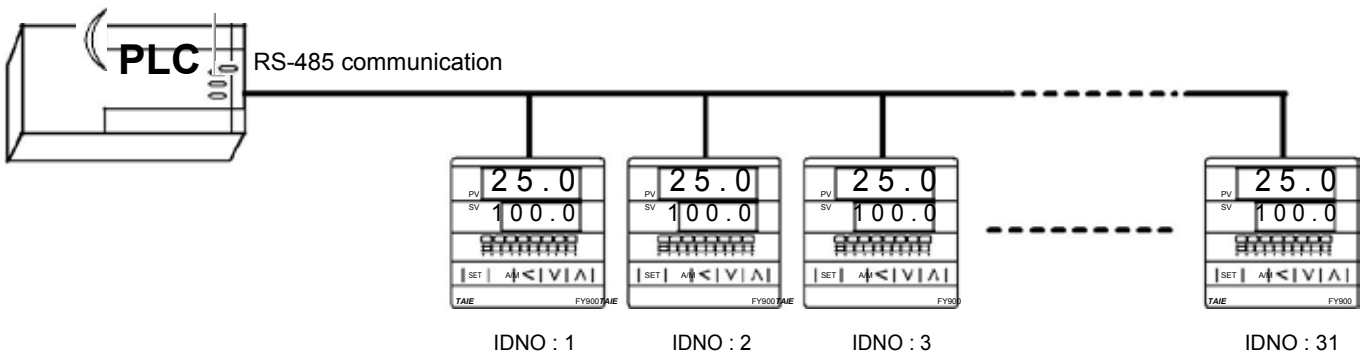 PLC RS-485 communication
PV 25.0 PV 25.0 PV 25.0 PV 25.0
SV 100.0 SV 100.0 SV 100.0 SV 100.0
SET A/M < V Λ SET A/M < V Λ SET A/M < V Λ SET A/M < V Λ
TAIE FY900 TAIE FY900 TAIE FY900 TAIE FY900
IDNO : 1 IDNO : 2 IDNO : 3 IDNO : 31